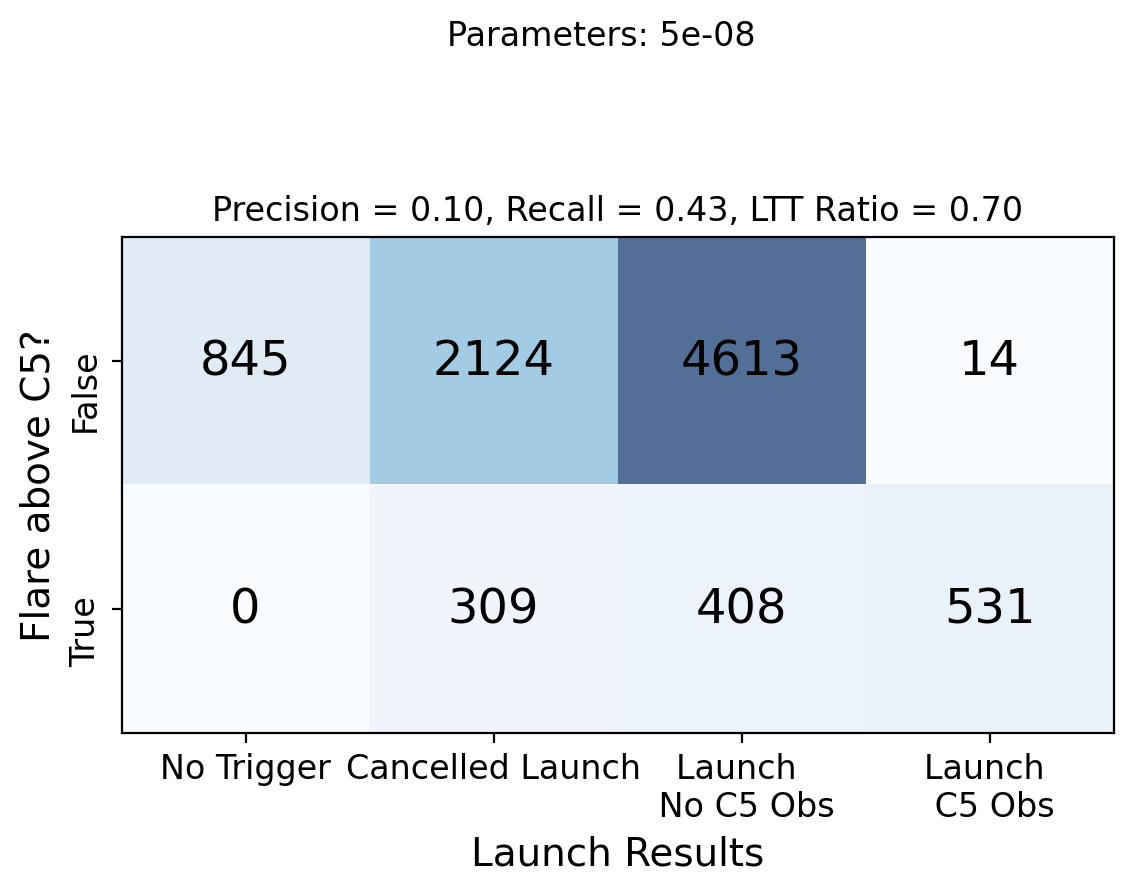 Parameters: 5e-08
Precision = 0.10, Recall = 0.43, LTT Ratio = 0.70
Flare above C5?
False
845
2124
4613
14
True
0
309
408
531
No Trigger
Cancelled Launch
Launch
No C5 Obs
Launch
C5 Obs
Launch Results